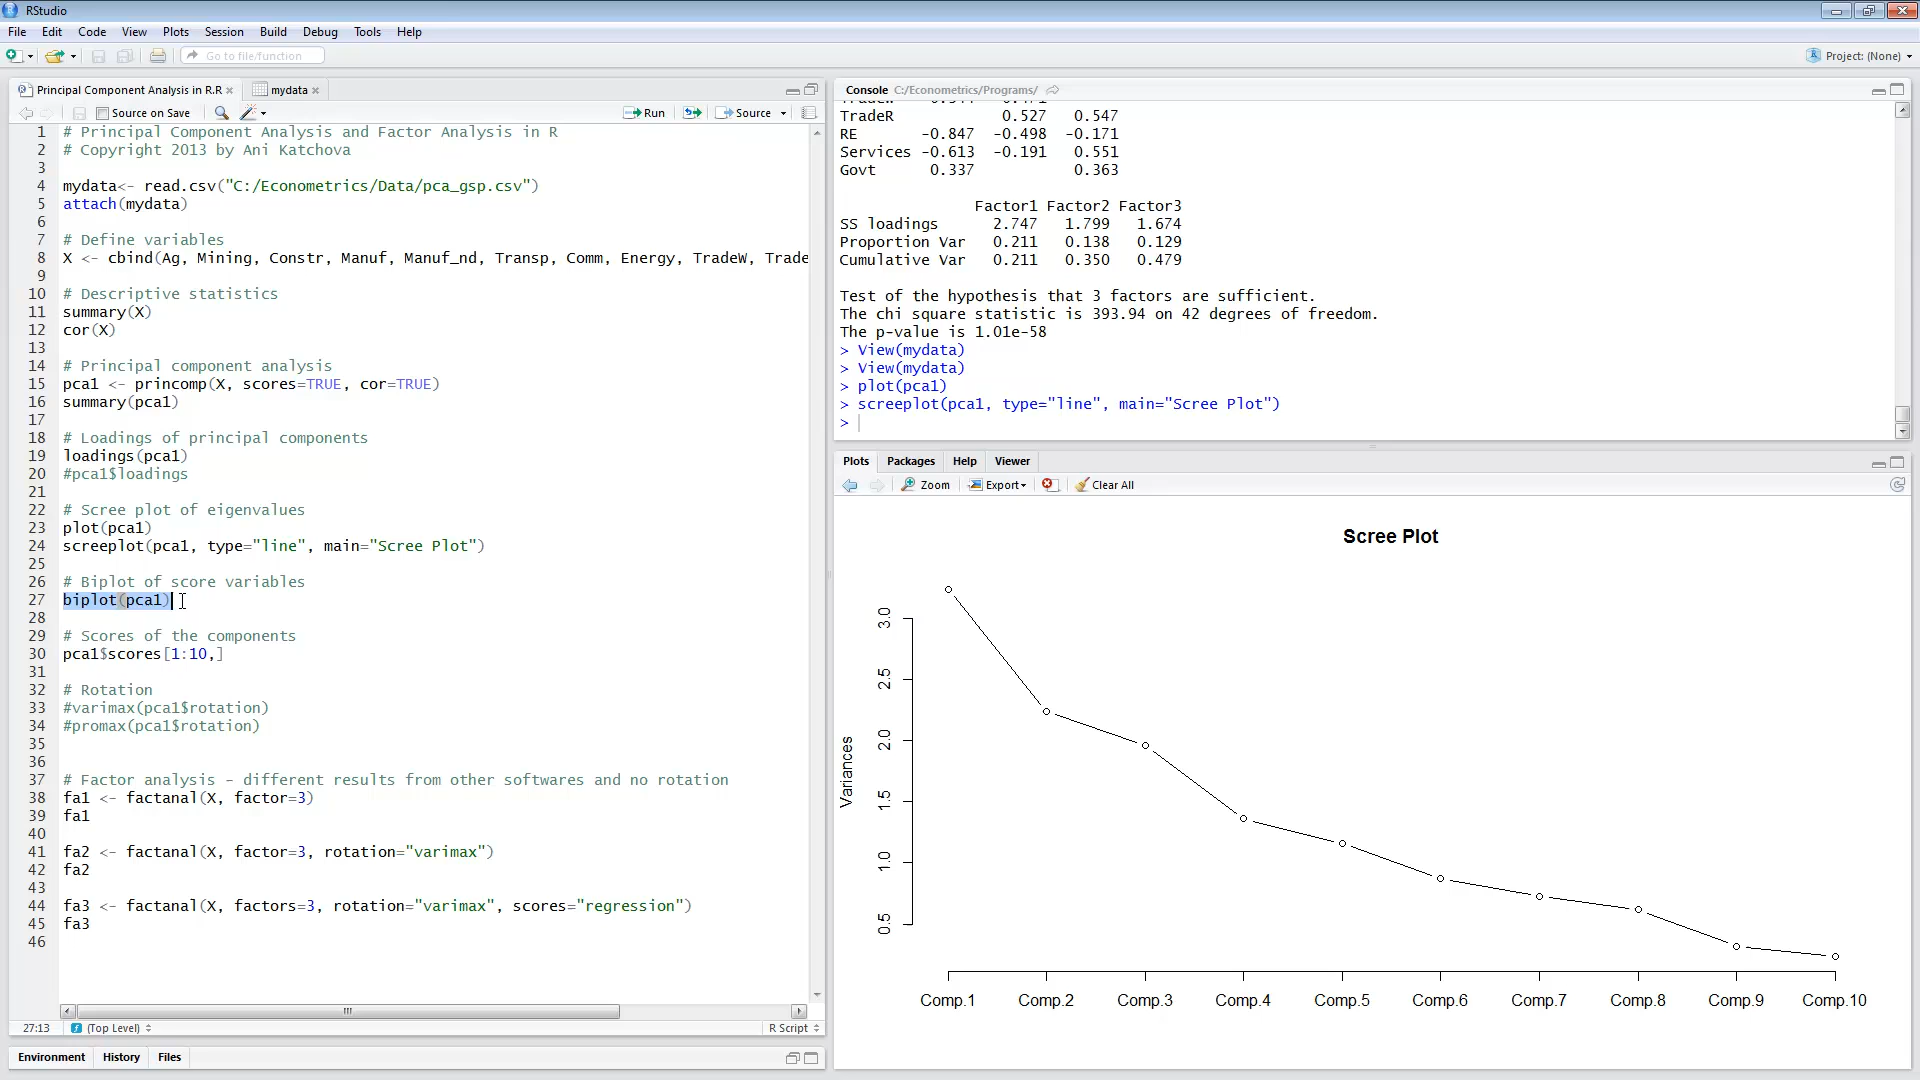 RStudio
File Edit Code View Plots Session Build Debug Tools Help
Go to file/function
Project: (None)
Principal Component Analysis in R.R
mydata
Source on Save
Run
Source
1 # Principal Component Analysis and Factor Analysis in R
2 # Copyright 2013 by Ani Katchova
3
4 mydata<- read.csv("C:/Econometrics/Data/pca_gsp.csv")
5 attach(mydata)
6
7 # Define variables
8 X <- cbind(Ag, Mining, Constr, Manuf, Manuf_nd, Transp, Comm, Energy, TradeW, Trade
9
10 # Descriptive statistics
11 summary(X)
12 cor(X)
13
14 # Principal component analysis
15 pca1 <- princomp(X, scores=TRUE, cor=TRUE)
16 summary(pca1)
17
18 # Loadings of principal components
19 loadings(pca1)
20 #pca1$loadings
21
22 # Scree plot of eigenvalues
23 plot(pca1)
24 screeplot(pca1, type="line", main="Scree Plot")
25
26 # Biplot of score variables
27 biplot(pca1)
28
29 # Scores of the components
30 pca1$scores[1:10,]
31
32 # Rotation
33 #varimax(pca1$rotation)
34 #promax(pca1$rotation)
35
36
37 # Factor analysis - different results from other softwares and no rotation
38 fa1 <- factanal(X, factor=3)
39 fa1
40
41 fa2 <- factanal(X, factor=3, rotation="varimax")
42 fa2
43
44 fa3 <- factanal(X, factors=3, rotation="varimax", scores="regression")
45 fa3
46
27:13 (Top Level) R Script
Environment History Files
Console C:/Econometrics/Programs/
TradeR 0.527 0.547
RE -0.847 -0.498 -0.171
Services -0.613 -0.191 0.551
Govt 0.337 0.363
Factor1 Factor2 Factor3
SS loadings 2.747 1.799 1.674
Proportion Var 0.211 0.138 0.129
Cumulative Var 0.211 0.350 0.479
Test of the hypothesis that 3 factors are sufficient.
The chi square statistic is 393.94 on 42 degrees of freedom.
The p-value is 1.01e-58
> View(mydata)
> View(mydata)
> plot(pca1)
> screeplot(pca1, type="line", main="Scree Plot")
>
Plots Packages Help Viewer
Zoom Export Clear All
Scree Plot
Variances
3.0
2.5
2.0
1.5
1.0
0.5
Comp.1 Comp.2 Comp.3 Comp.4 Comp.5 Comp.6 Comp.7 Comp.8 Comp.9 Comp.10